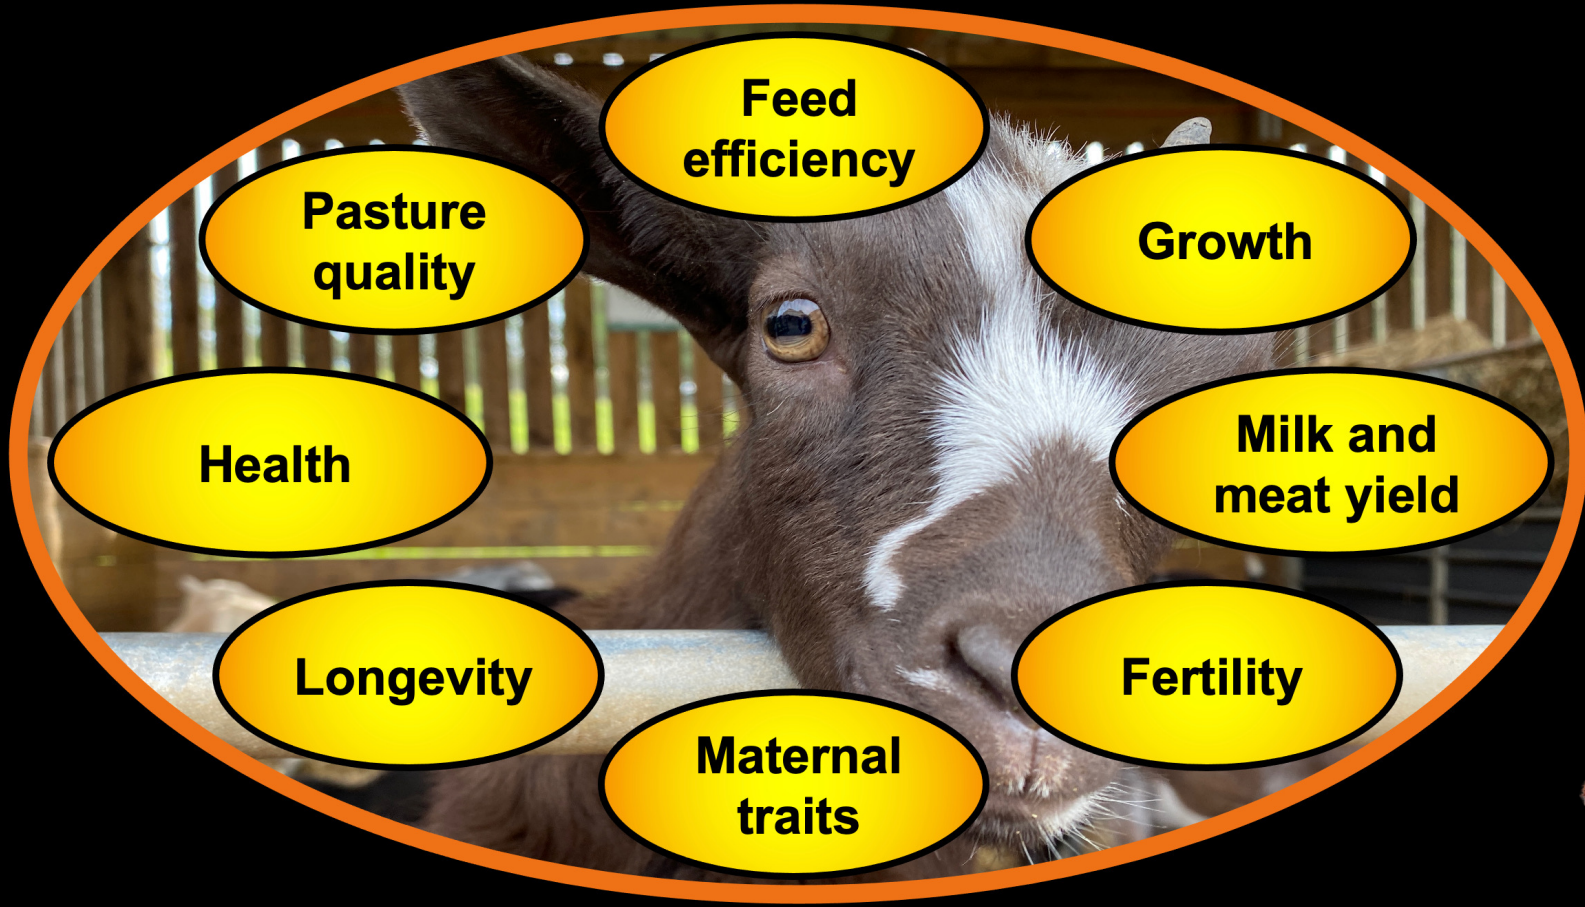 Feed
efficiency
Pasture
quality
Growth
Health
Milk and
meat yield
Longevity
Fertility
Maternal
traits